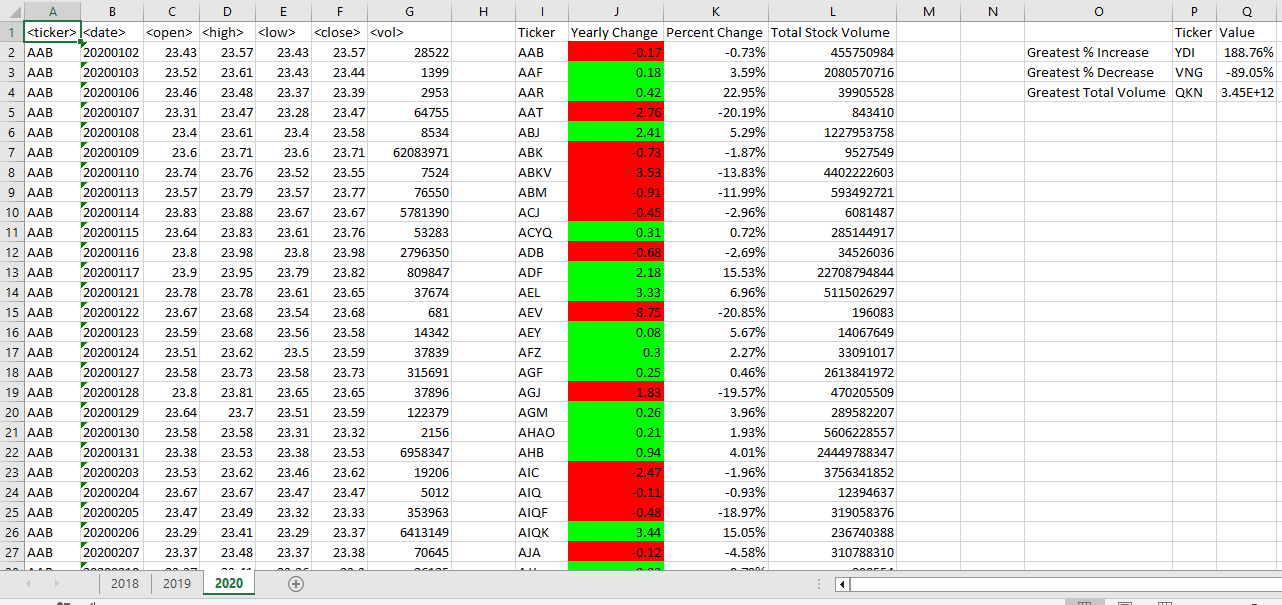 A B C D E F G H I J K L M N O P Q
1 <ticker> <date> <open> <high> <low> <close> <vol> Ticker Yearly Change Percent Change Total Stock Volume Ticker Value
2 AAB 20200102 23.43 23.57 23.43 23.57 28522 AAB -0.17 -0.73% 455750984 Greatest % Increase YDI 188.76%
3 AAB 20200103 23.52 23.61 23.43 23.44 1399 AAF 0.18 3.59% 2080570716 Greatest % Decrease VNG -89.05%
4 AAB 20200106 23.46 23.48 23.37 23.39 2953 AAR 0.42 22.95% 39905528 Greatest Total Volume QKN 3.45E+12
5 AAB 20200107 23.31 23.47 23.28 23.47 64755 AAT -2.76 -20.19% 843410
6 AAB 20200108 23.4 23.61 23.4 23.58 8534 ABJ 2.41 5.29% 1227953758
7 AAB 20200109 23.6 23.71 23.6 23.71 62083971 ABK -0.73 -1.87% 9527549
8 AAB 20200110 23.74 23.76 23.52 23.55 7524 ABKV -3.53 -13.83% 4402222603
9 AAB 20200113 23.57 23.79 23.57 23.77 76550 ABM -0.91 -11.99% 593492721
10 AAB 20200114 23.83 23.88 23.67 23.67 5781390 ACJ -0.45 -2.96% 6081487
11 AAB 20200115 23.64 23.83 23.61 23.76 53283 ACYQ 0.31 0.72% 285144917
12 AAB 20200116 23.8 23.98 23.8 23.98 2796350 ADB -0.68 -2.69% 34526036
13 AAB 20200117 23.9 23.95 23.79 23.82 809847 ADF 2.18 15.53% 22708794844
14 AAB 20200121 23.78 23.78 23.61 23.65 37674 AEL 3.33 6.96% 5115026297
15 AAB 20200122 23.67 23.68 23.54 23.68 681 AEV -8.75 -20.85% 196083
16 AAB 20200123 23.59 23.68 23.56 23.58 14342 AEY 0.08 5.67% 14067649
17 AAB 20200124 23.51 23.62 23.5 23.59 37839 AFZ 0.3 2.27% 33091017
18 AAB 20200127 23.58 23.73 23.58 23.73 315691 AGF 0.25 0.46% 2613841972
19 AAB 20200128 23.8 23.81 23.65 23.65 37896 AGJ -1.83 -19.57% 470205509
20 AAB 20200129 23.64 23.7 23.51 23.59 122379 AGM 0.26 3.96% 289582207
21 AAB 20200130 23.58 23.58 23.31 23.32 2156 AHAO 0.21 1.93% 5606228557
22 AAB 20200131 23.38 23.53 23.38 23.53 6958347 AHB 0.94 4.01% 24449788347
23 AAB 20200203 23.53 23.62 23.46 23.62 19206 AIC -2.47 -1.96% 3756341852
24 AAB 20200204 23.67 23.67 23.47 23.47 5012 AIQ -0.11 -0.93% 12394637
25 AAB 20200205 23.47 23.49 23.32 23.33 353963 AIQF -0.48 -18.97% 319058376
26 AAB 20200206 23.29 23.41 23.29 23.37 6413149 AIQK 3.44 15.05% 236740388
27 AAB 20200207 23.37 23.48 23.37 23.38 70645 AJA -0.12 -4.58% 310788310
2018 2019 2020